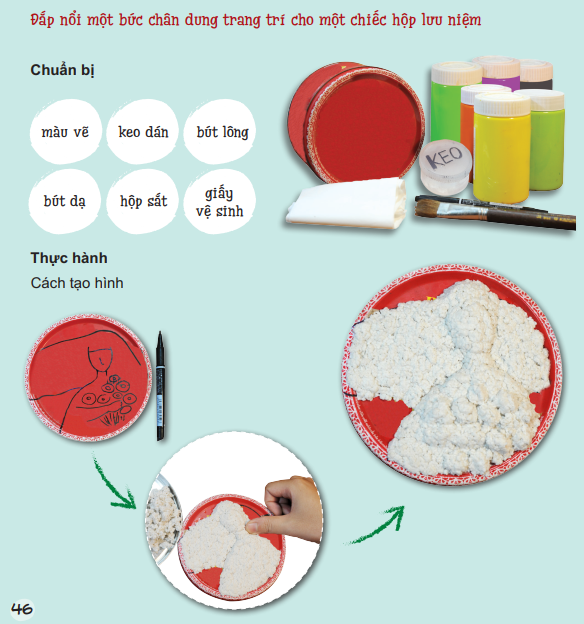 Đắp nổi một bức chân dung trang trí cho một chiếc hộp lưu niệm
Chuẩn bị
màu vẽ
keo dán
bút lông
bút dạ
hộp sắt
giấy
vệ sinh
KEO
Thực hành
Cách tạo hình
46